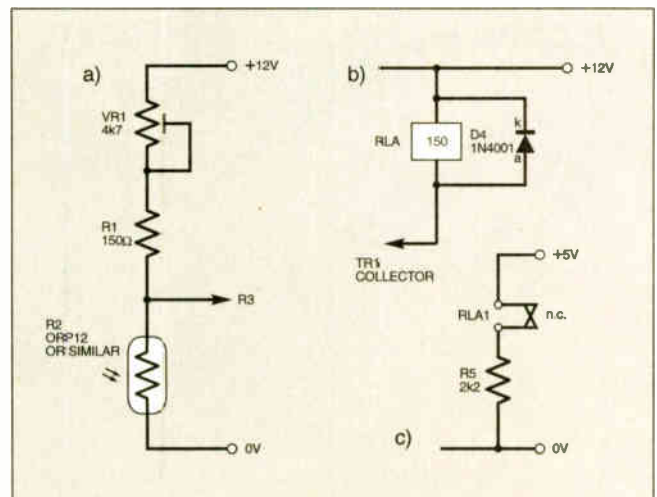 a)
+12V
VR1
4k7
R1
150Ω
R3
R2
ORP12
OR SIMILAR
0V
b)
+12V
RLA
150
D4
1N4001
k
a
TR1
COLLECTOR
+5V
RLA1
n.c.
R5
2k2
c)
0V